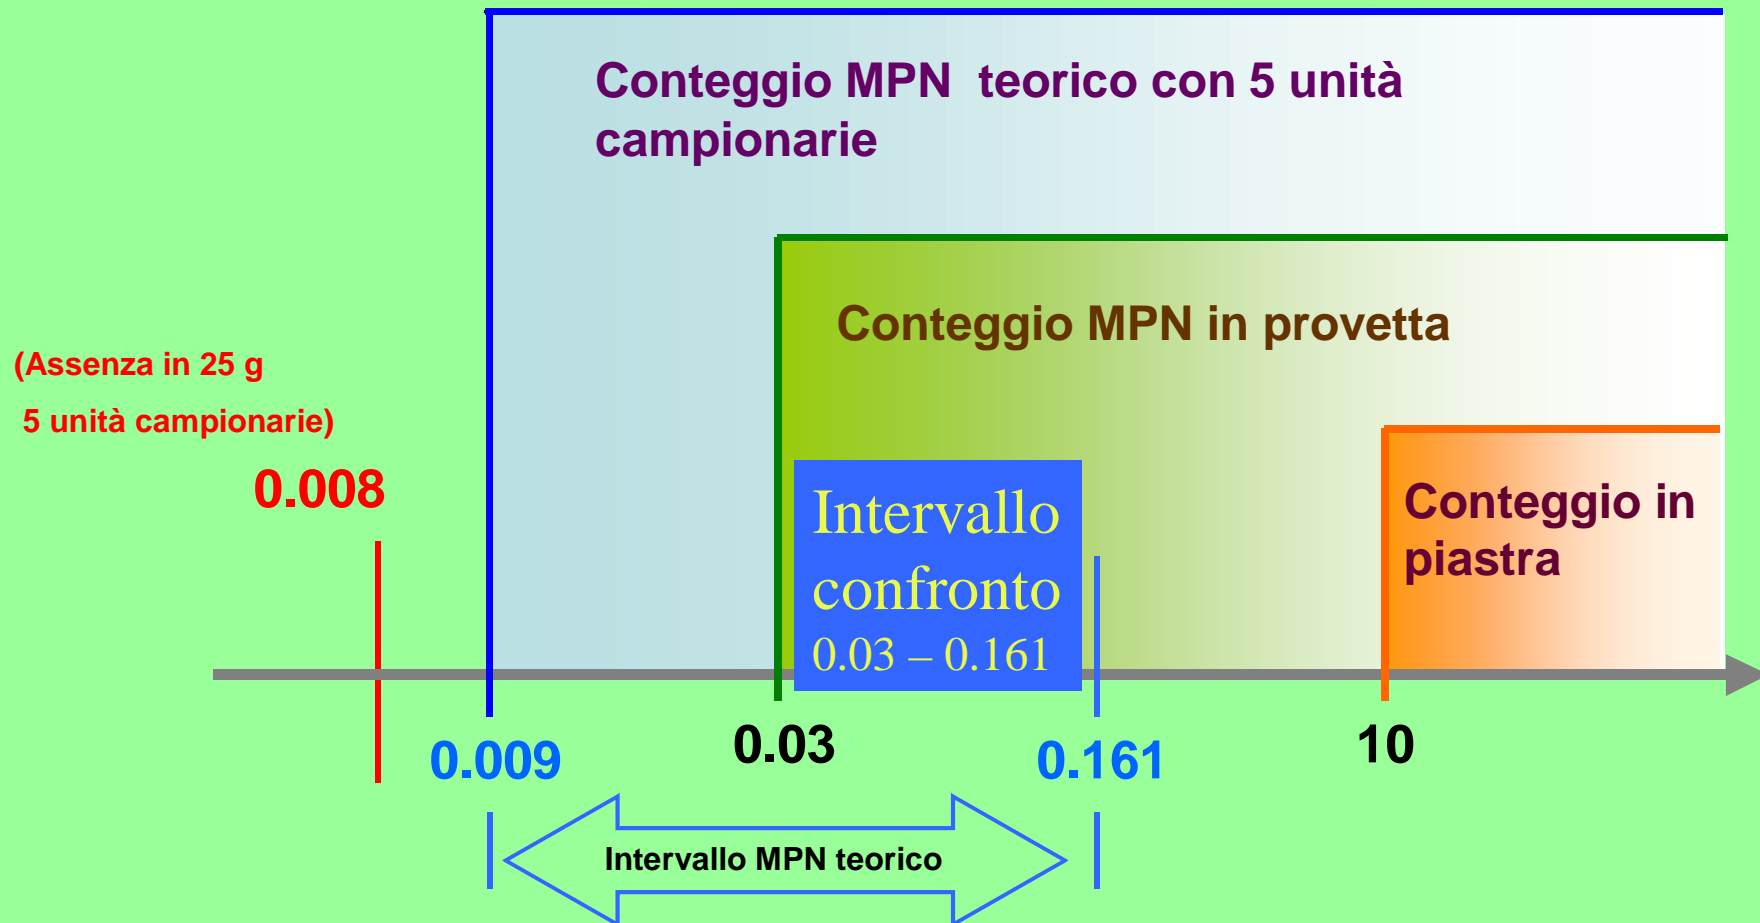 Conteggio MPN teorico con 5 unità
campionarie
Conteggio MPN in provetta
(Assenza in 25 g
5 unità campionarie)
0.008
Intervallo
confronto
0.03 – 0.161
Conteggio in
piastra
0.009
0.03
0.161
10
Intervallo MPN teorico